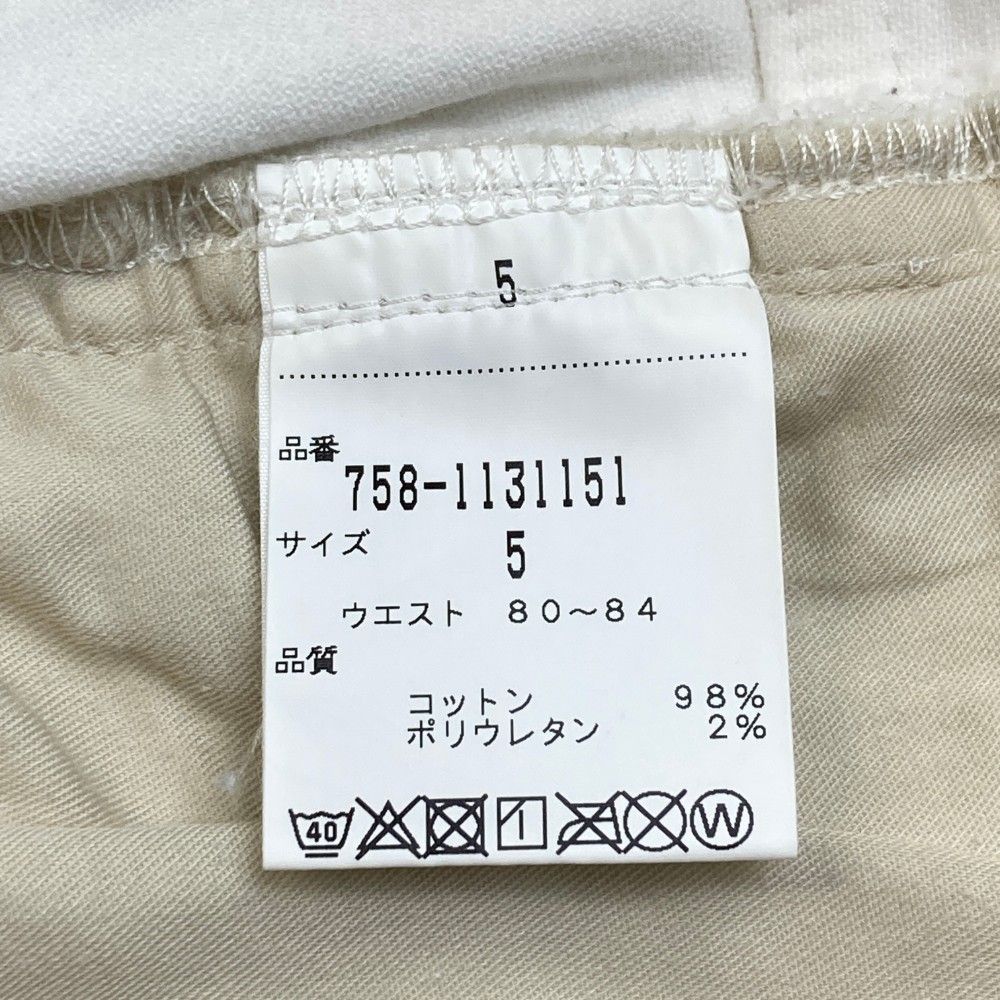 5
品番
758-1131151
サイズ 5
ウエスト 80～84
品質
コットン 98%
ポリウレタン 2%
40 W